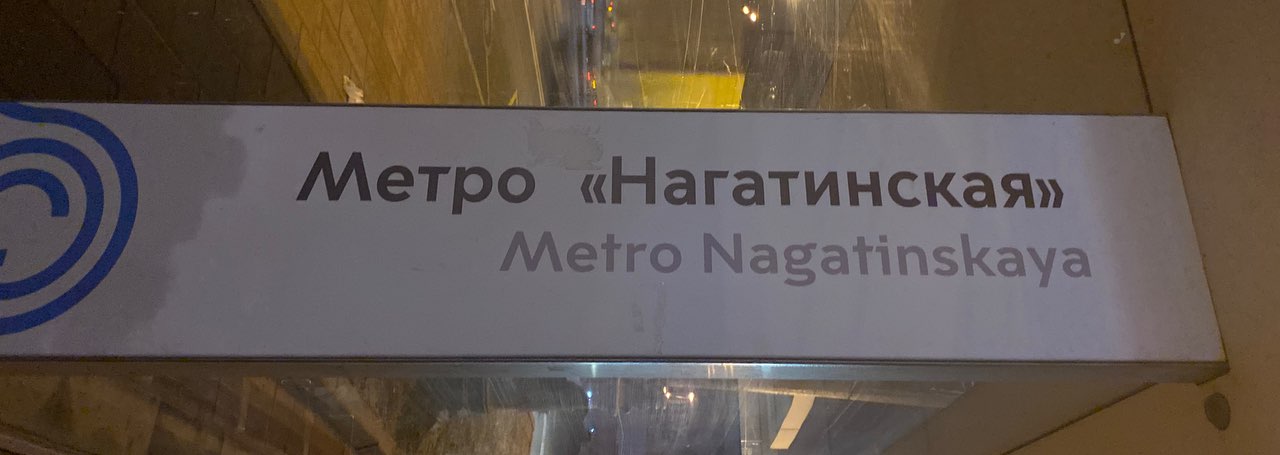 Метро «Нагатинская»
Metro Nagatinskaya